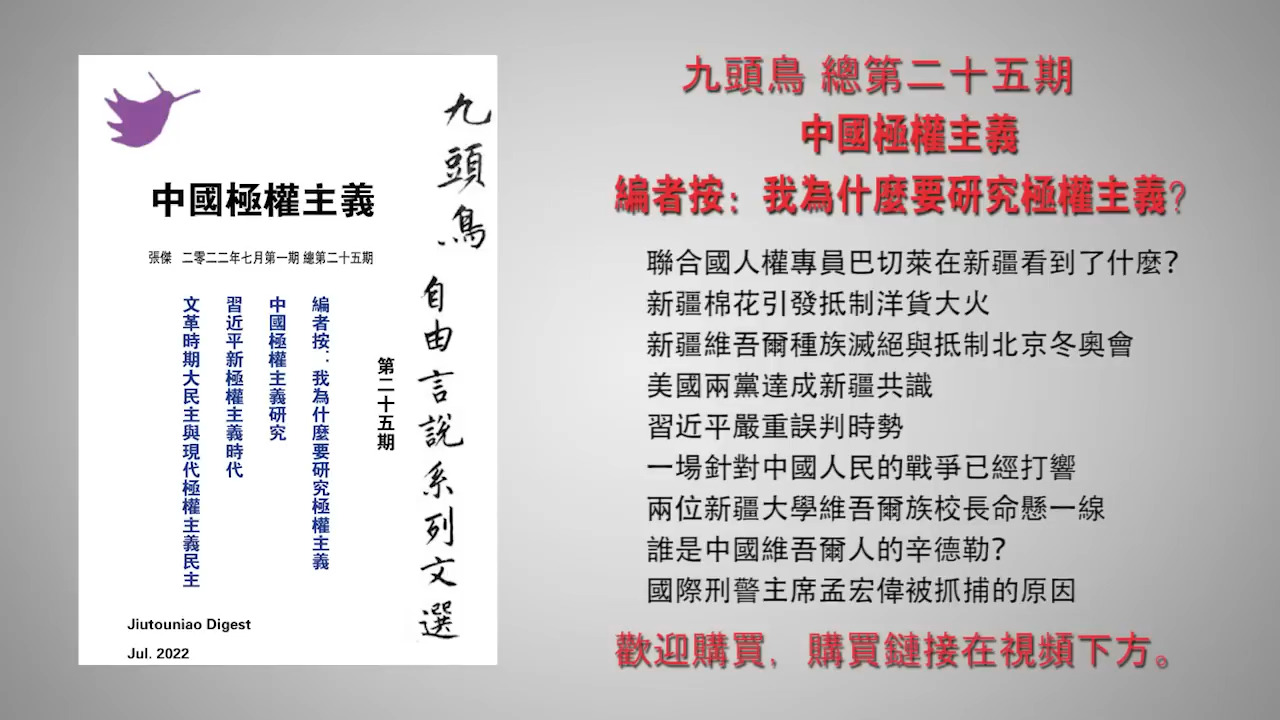 中國極權主義
張傑 二零二二年七月第一期 總第二十五期
九頭鳥 自由言說系列文選
第二十五期
編者按：我為什麼要研究極權主義
中國極權主義研究
習近平新極權主義時代
文革時期大民主與現代極權主義民主
Jiutouniao Digest
Jul. 2022
九頭鳥 總第二十五期
中國極權主義
編者按：我為什麼要研究極權主義？
聯合國人權專員巴切萊在新疆看到了什麼？
新疆棉花引發抵制洋貨大火
新疆維吾爾種族滅絕與抵制北京冬奧會
美國兩黨達成新疆共識
習近平嚴重誤判時勢
一場針對中國人民的戰爭已經打響
兩位新疆大學維吾爾族校長命懸一線
誰是中國維吾爾人的辛德勒？
國際刑警主席孟宏偉被抓捕的原因
歡迎購買，購買鏈接在視頻下方。